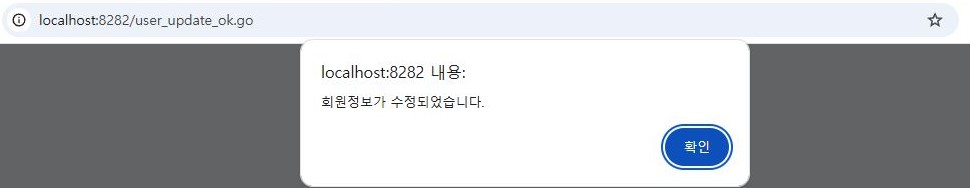 localhost:8282/user_update_ok.go
localhost:8282 내용:
회원정보가 수정되었습니다.
확인